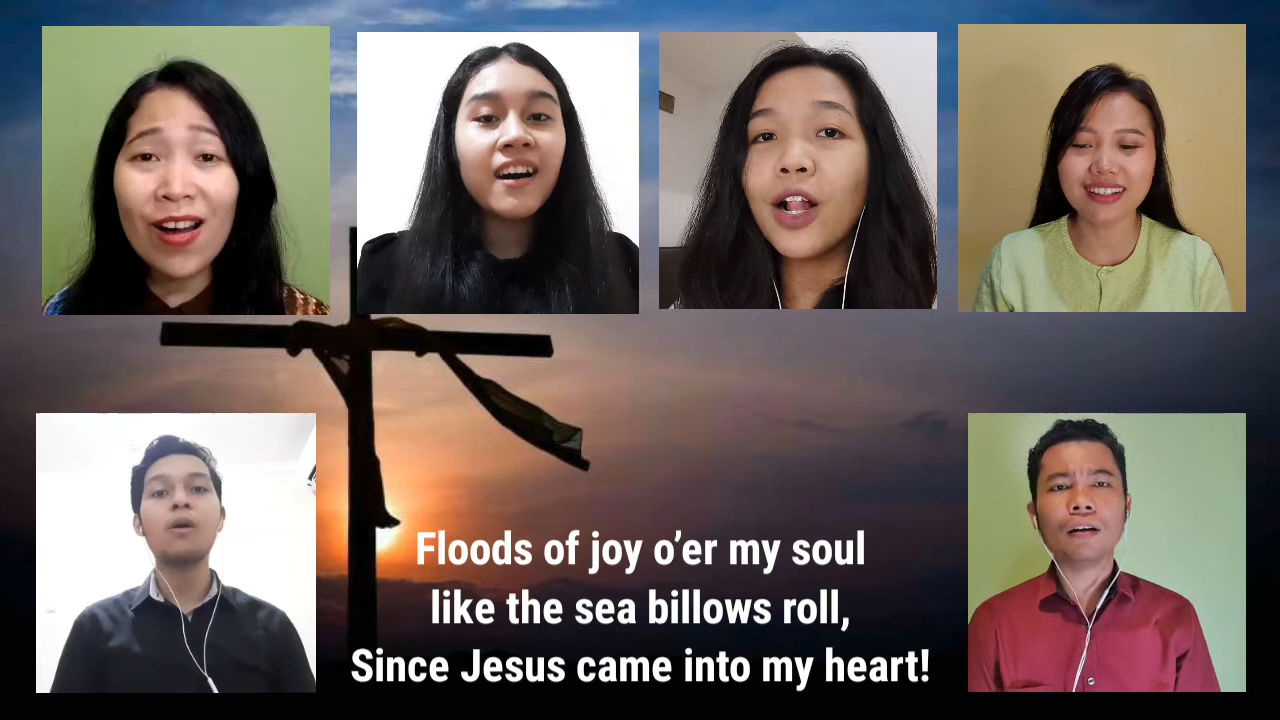 Floods of joy o’er my soul
like the sea billows roll,
Since Jesus came into my heart!